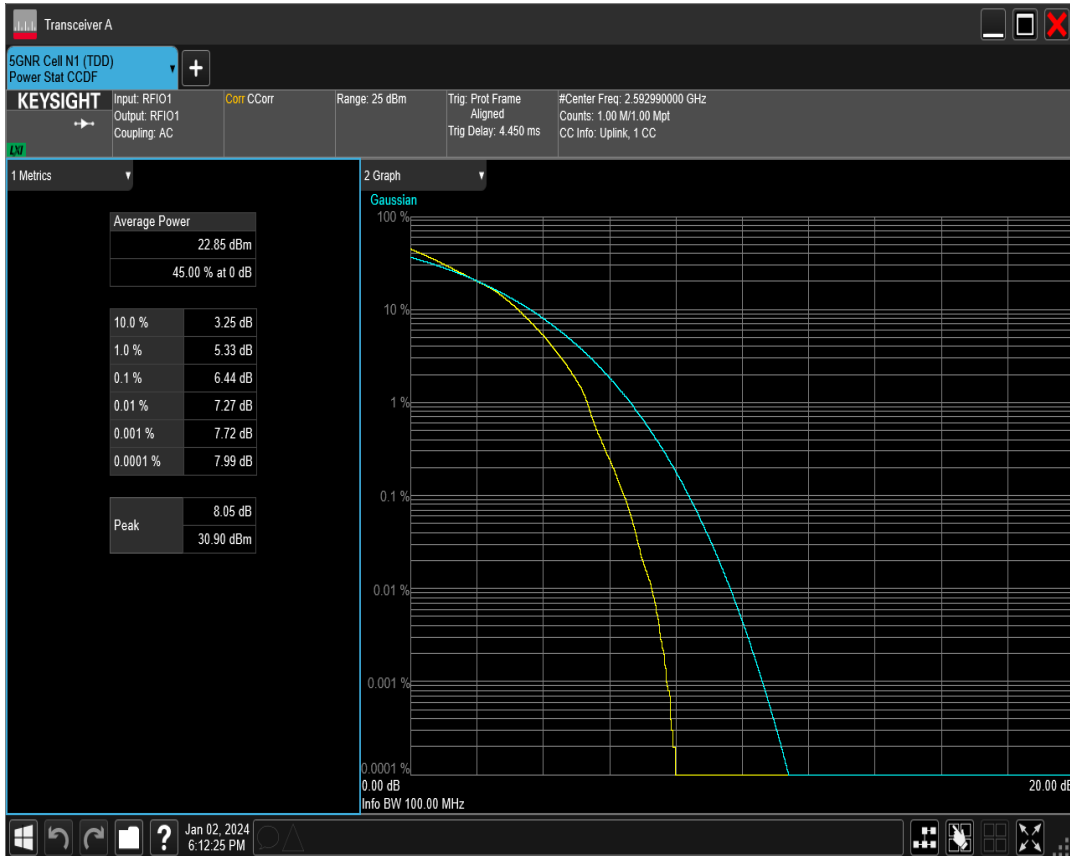 Transceiver A
5GNR Cell N1 (TDD)
Power Stat CCDF
+
KEYSIGHT
LXI
Input: RFIO1
Output: RFIO1
Coupling: AC
Corr CCorr
Range: 25 dBm
Trig: Prot Frame
Aligned
Trig Delay: 4.450 ms
#Center Freq: 2.592990000 GHz
Counts: 1.00 M/1.00 Mpt
CC Info: Uplink, 1 CC
1 Metrics
Average Power
22.85 dBm
45.00 % at 0 dB
10.0 % 3.25 dB
1.0 % 5.33 dB
0.1 % 6.44 dB
0.01 % 7.27 dB
0.001 % 7.72 dB
0.0001 % 7.99 dB
Peak
8.05 dB
30.90 dBm
2 Graph
Gaussian
100 %
10 %
1 %
0.1 %
0.01 %
0.001 %
0.0001 %
0.00 dB 20.00 dB
Info BW 100.00 MHz
?
Jan 02, 2024
6:12:25 PM